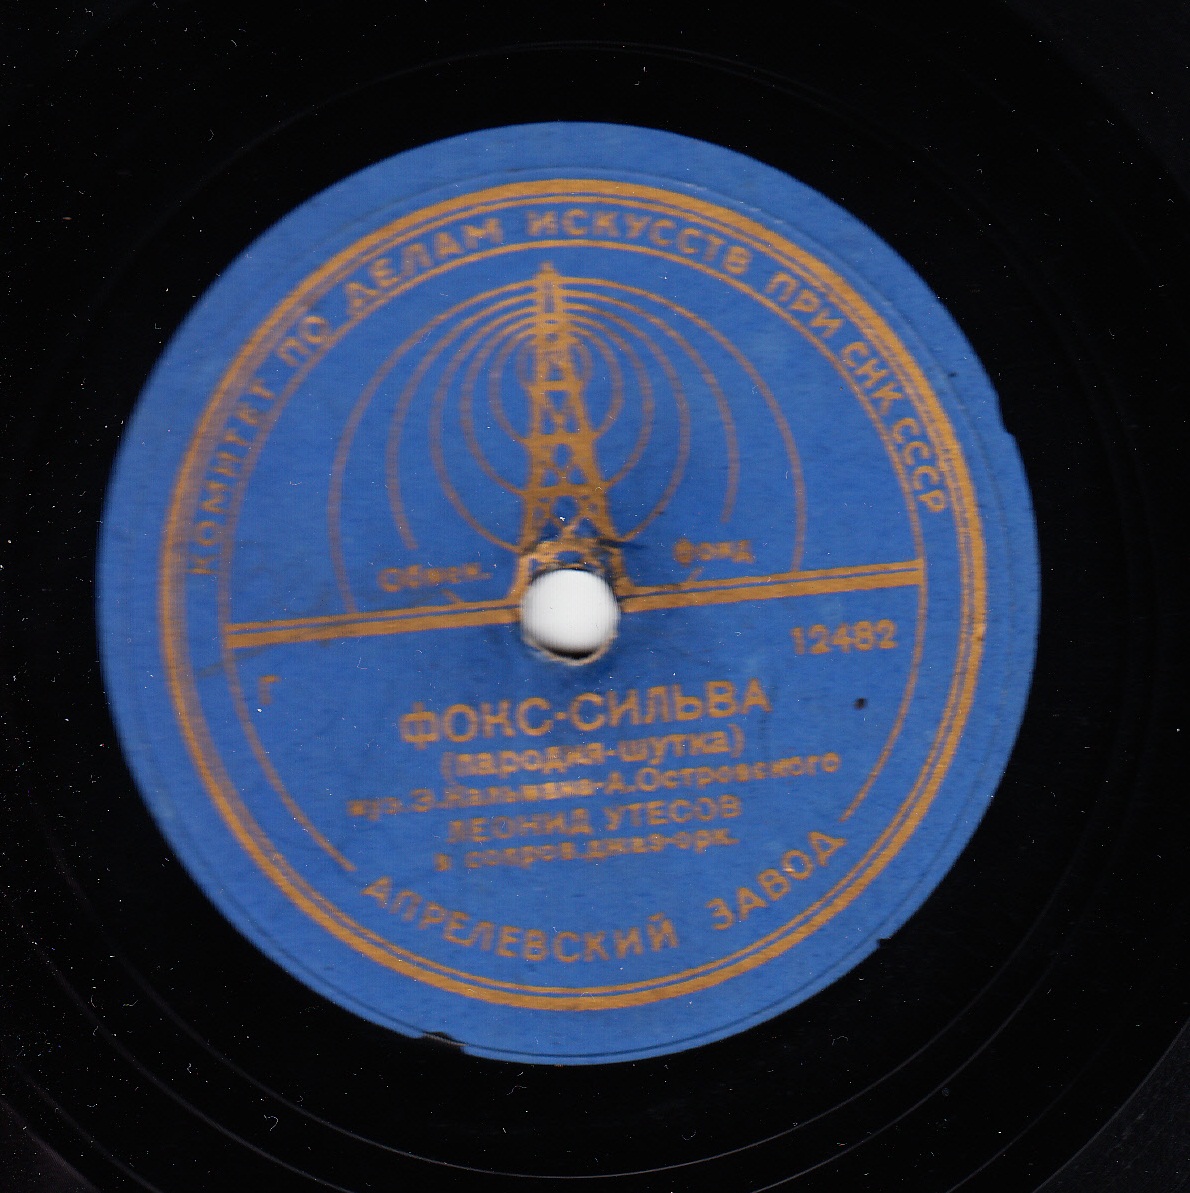 КОМИТЕТ ПО ДЕЛАМ ИСКУССТВ ПРИ СНК СССР
Обмен. фонд
12482
Г
ФОКС-СИЛЬВА
(пародия-шутка)
муз.Э.Кальмана-А.Островского
ЛЕОНИД УТЕСОВ
в сопров.джаз-орк.
АПРЕЛЕВСКИЙ ЗАВОД